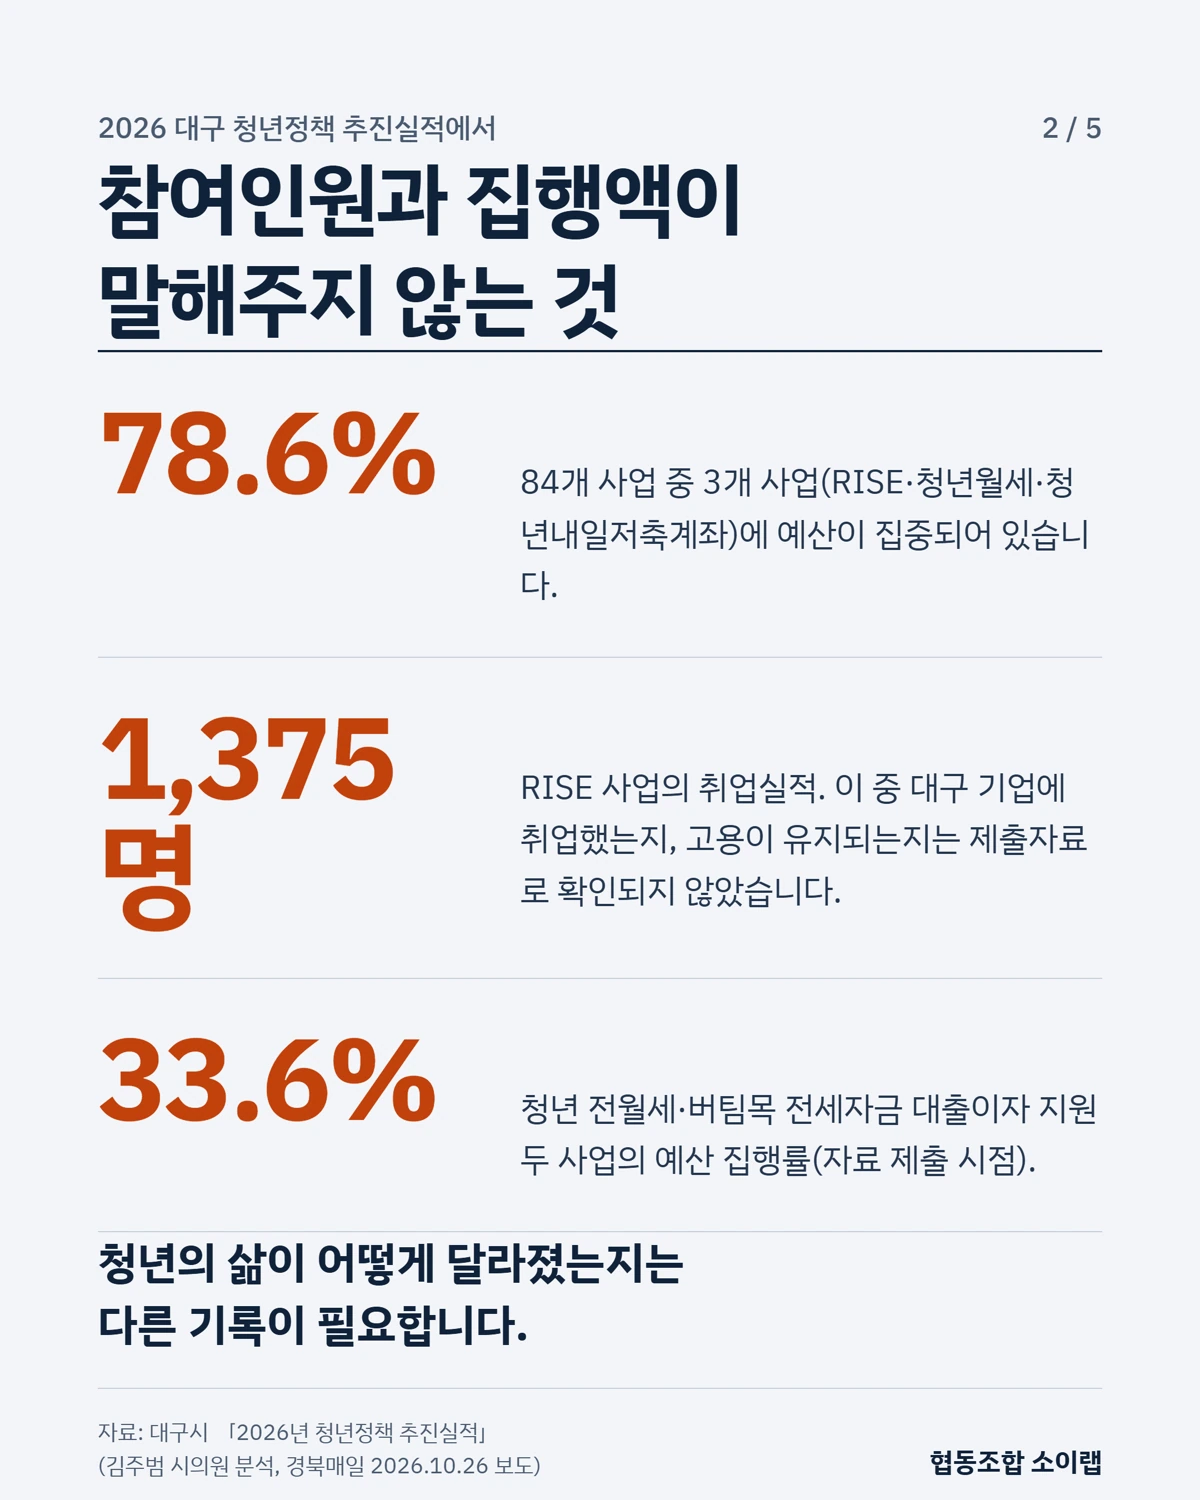 2026 대구 청년정책 추진실적에서
2 / 5
참여인원과 집행액이
말해주지 않는 것
78.6%
84개 사업 중 3개 사업(RISE·청년월세·청
년내일저축계좌)에 예산이 집중되어 있습니
다.
1,375
명
RISE 사업의 취업실적. 이 중 대구 기업에
취업했는지, 고용이 유지되는지는 제출자료
로 확인되지 않았습니다.
33.6%
청년 전월세·버팀목 전세자금 대출이자 지원
두 사업의 예산 집행률(자료 제출 시점).
청년의 삶이 어떻게 달라졌는지는
다른 기록이 필요합니다.
자료: 대구시 「2026년 청년정책 추진실적」
(김주범 시의원 분석, 경북매일 2026.10.26 보도)
협동조합 소이랩